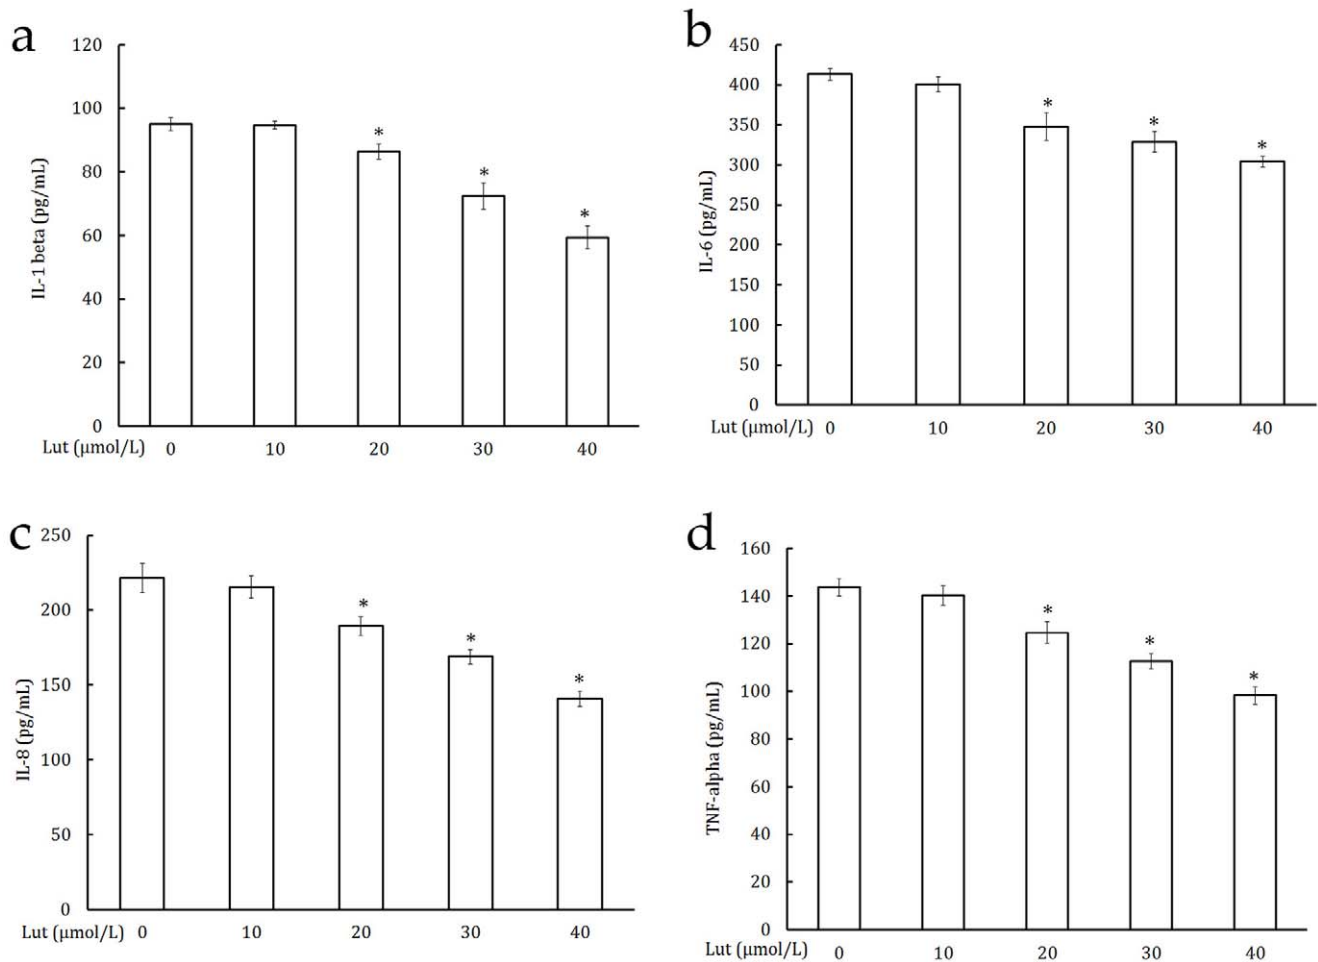 a
120
100
80
60
40
20
0
IL-1 beta (pg/mL)
* * *
Lut (μmol/L) 0 10 20 30 40
b
450
400
350
300
250
200
150
100
50
0
IL-6 (pg/mL)
* * *
Lut (μmol/L) 0 10 20 30 40
c
250
200
150
100
50
0
IL-8 (pg/mL)
* * *
Lut (μmol/L) 0 10 20 30 40
d
160
140
120
100
80
60
40
20
0
TNF-alpha (pg/mL)
* * *
Lut (μmol/L) 0 10 20 30 40